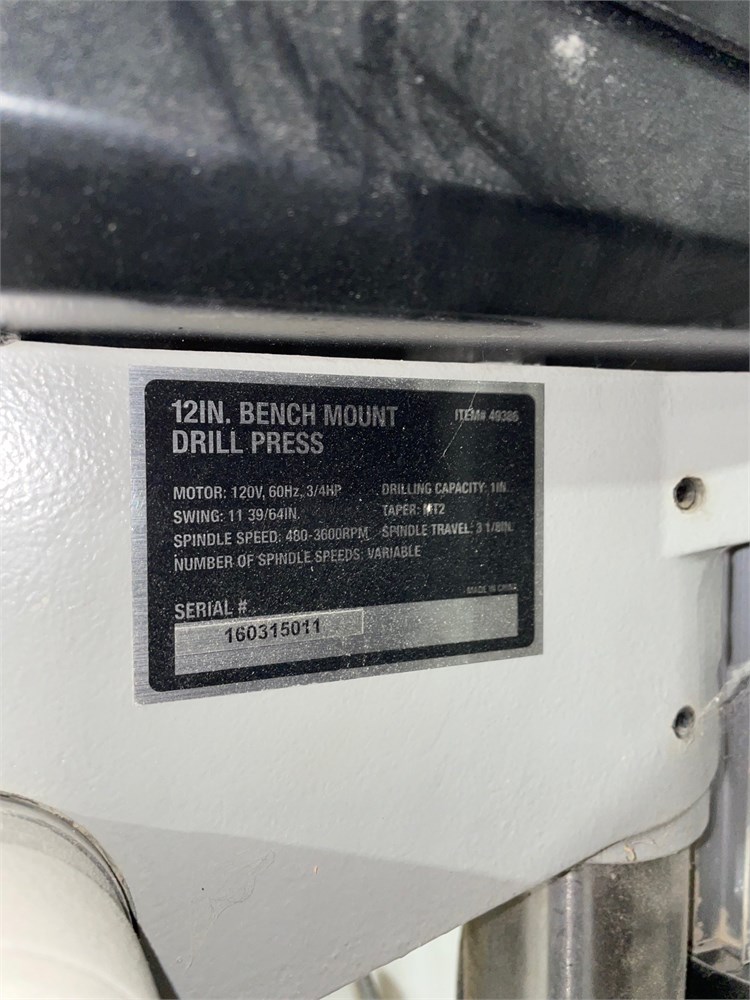 12IN. BENCH MOUNT
DRILL PRESS
ITEM# 49386
MOTOR: 120V, 60Hz, 3/4HP
DRILLING CAPACITY: 1IN.
SWING: 11 39/64IN.
TAPER: MT2
SPINDLE SPEED: 480-3600RPM
SPINDLE TRAVEL: 3 1/8IN.
NUMBER OF SPINDLE SPEEDS: VARIABLE
MADE IN CHINA
SERIAL #
160315011